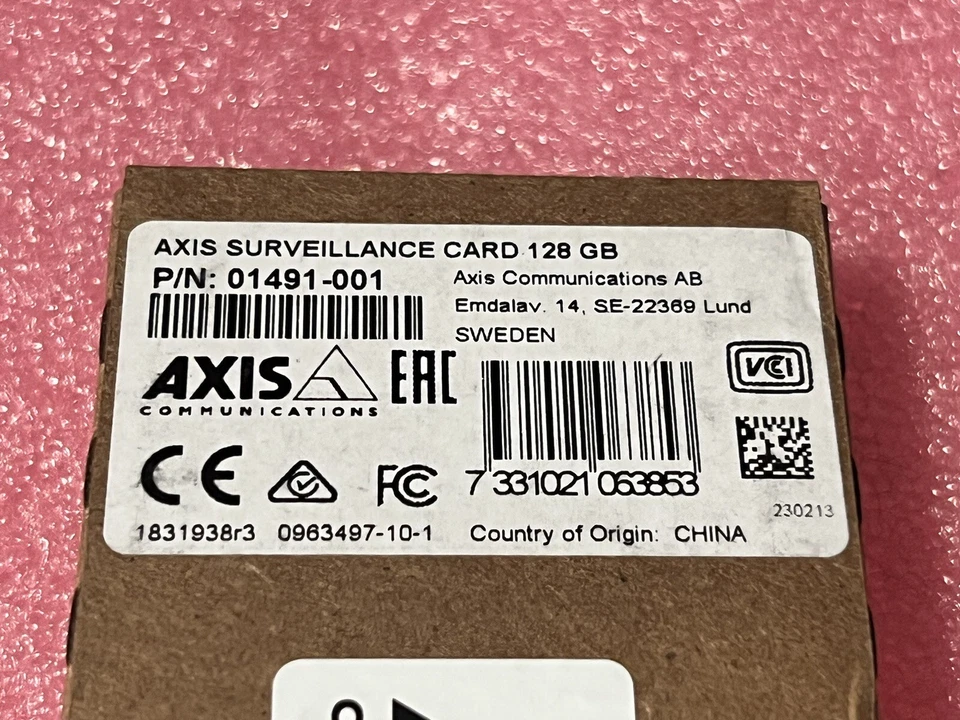 AXIS SURVEILLANCE CARD 128 GB
P/N: 01491-001
Axis Communications AB
Emdalav. 14, SE-22369 Lund
SWEDEN
AXIS
COMMUNICATIONS
EAC
VCCI
CE
FC
7 331021 063853
230213
1831938r3 0963497-10-1
Country of Origin: CHINA